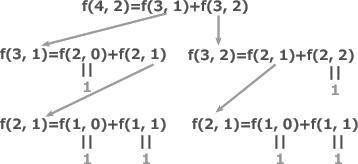 f(4, 2)=f(3, 1)+f(3, 2)
f(3, 1)=f(2, 0)+f(2, 1) f(3, 2)=f(2, 1)+f(2, 2)
1 1
f(2, 1)=f(1, 0)+f(1, 1) f(2, 1)=f(1, 0)+f(1, 1)
1 1 1 1